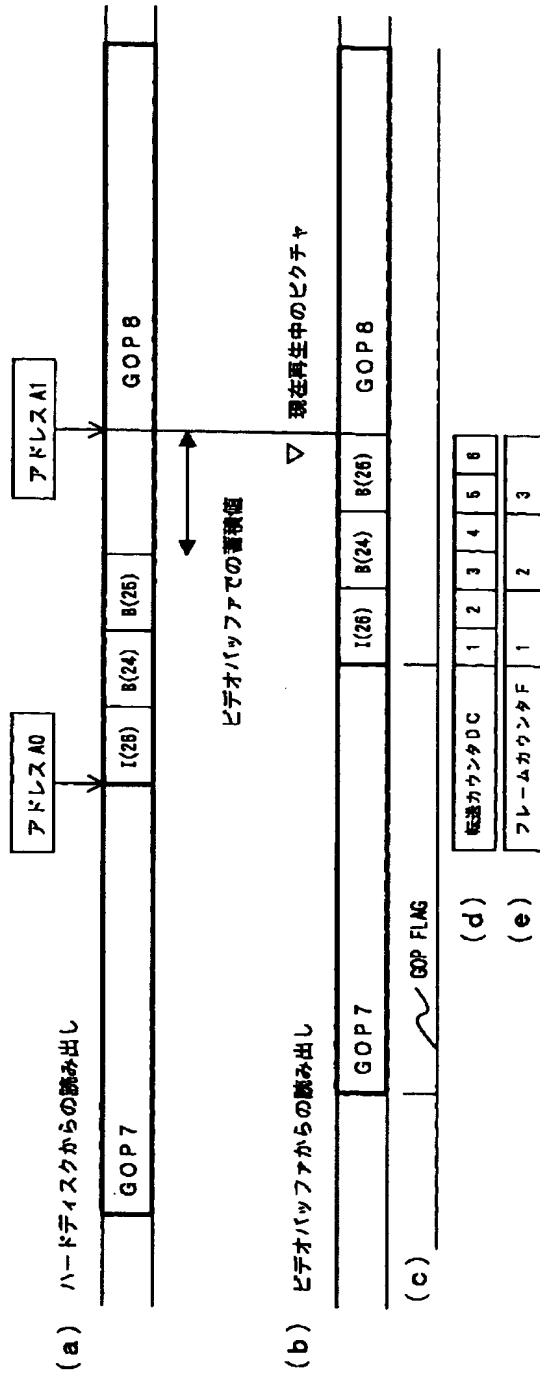 (a) ハードディスクからの読み出し
アドレスA0
アドレスA1
GOP7
I(26)
B(24)
B(25)
GOP8
ビデオバッファでの蓄積値
(b) ビデオバッファからの読み出し
▽ 現在再生中のピクチャ
GOP7
I(26)
B(24)
B(25)
GOP8
(c)
GOP FLAG
(d) 転送カウンタDC 1 2 3 4 5 6
(e) フレームカウンタF 1 2 3